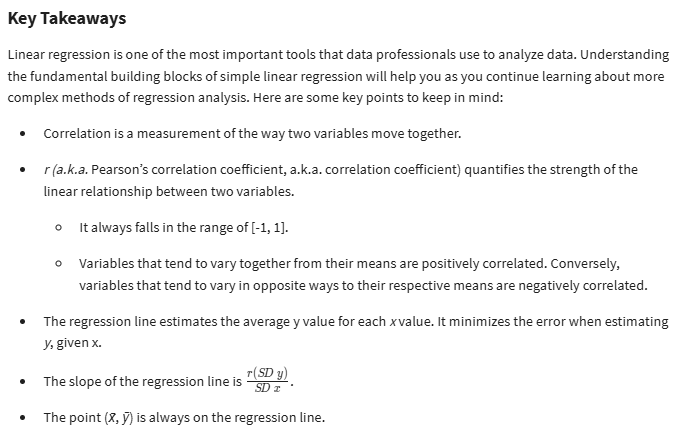 Key Takeaways
Linear regression is one of the most important tools that data professionals use to analyze data. Understanding
the fundamental building blocks of simple linear regression will help you as you continue learning about more
complex methods of regression analysis. Here are some key points to keep in mind:
• Correlation is a measurement of the way two variables move together.
• r (a.k.a. Pearson's correlation coefficient, a.k.a. correlation coefficient) quantifies the strength of the
linear relationship between two variables.
◦ It always falls in the range of [-1, 1].
◦ Variables that tend to vary together from their means are positively correlated. Conversely,
variables that tend to vary in opposite ways to their respective means are negatively correlated.
• The regression line estimates the average y value for each x value. It minimizes the error when estimating
y, given x.
• The slope of the regression line is r(SD y)/SD x.
• The point (x̄, ȳ) is always on the regression line.